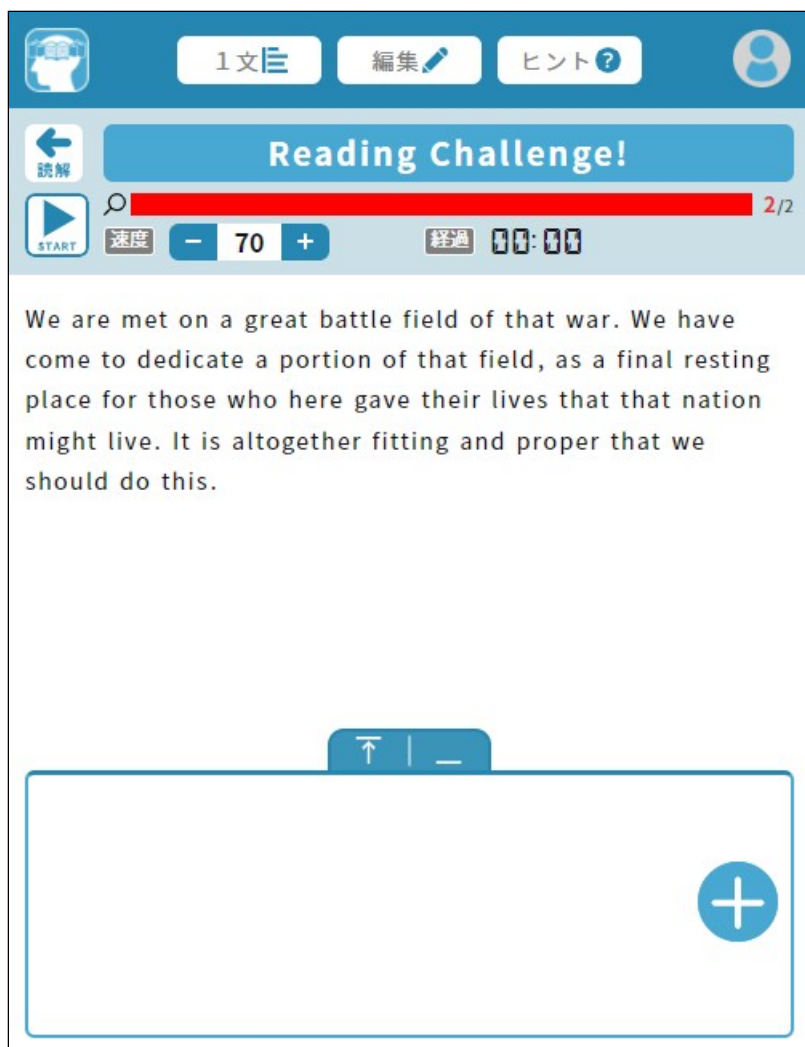 1文 編集 ヒント ?
読解
Reading Challenge!
START
2/2
速度 − 70 + 経過 00:00
We are met on a great battle field of that war. We have
come to dedicate a portion of that field, as a final resting
place for those who here gave their lives that that nation
might live. It is altogether fitting and proper that we
should do this.